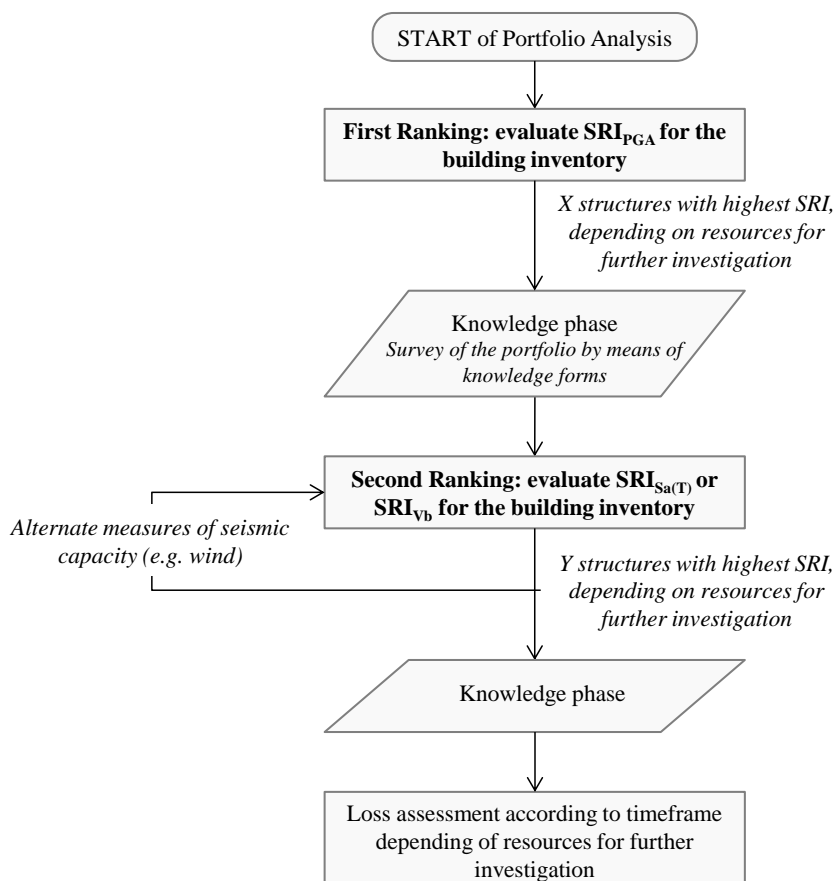 START of Portfolio Analysis
First Ranking: evaluate SRI_PGA for the
building inventory
X structures with highest SRI,
depending on resources for
further investigation
Knowledge phase
Survey of the portfolio by means of
knowledge forms
Second Ranking: evaluate SRI_Sa(T) or
SRI_Vb for the building inventory
Alternate measures of seismic
capacity (e.g. wind)
Y structures with highest SRI,
depending on resources for
further investigation
Knowledge phase
Loss assessment according to timeframe
depending of resources for further
investigation